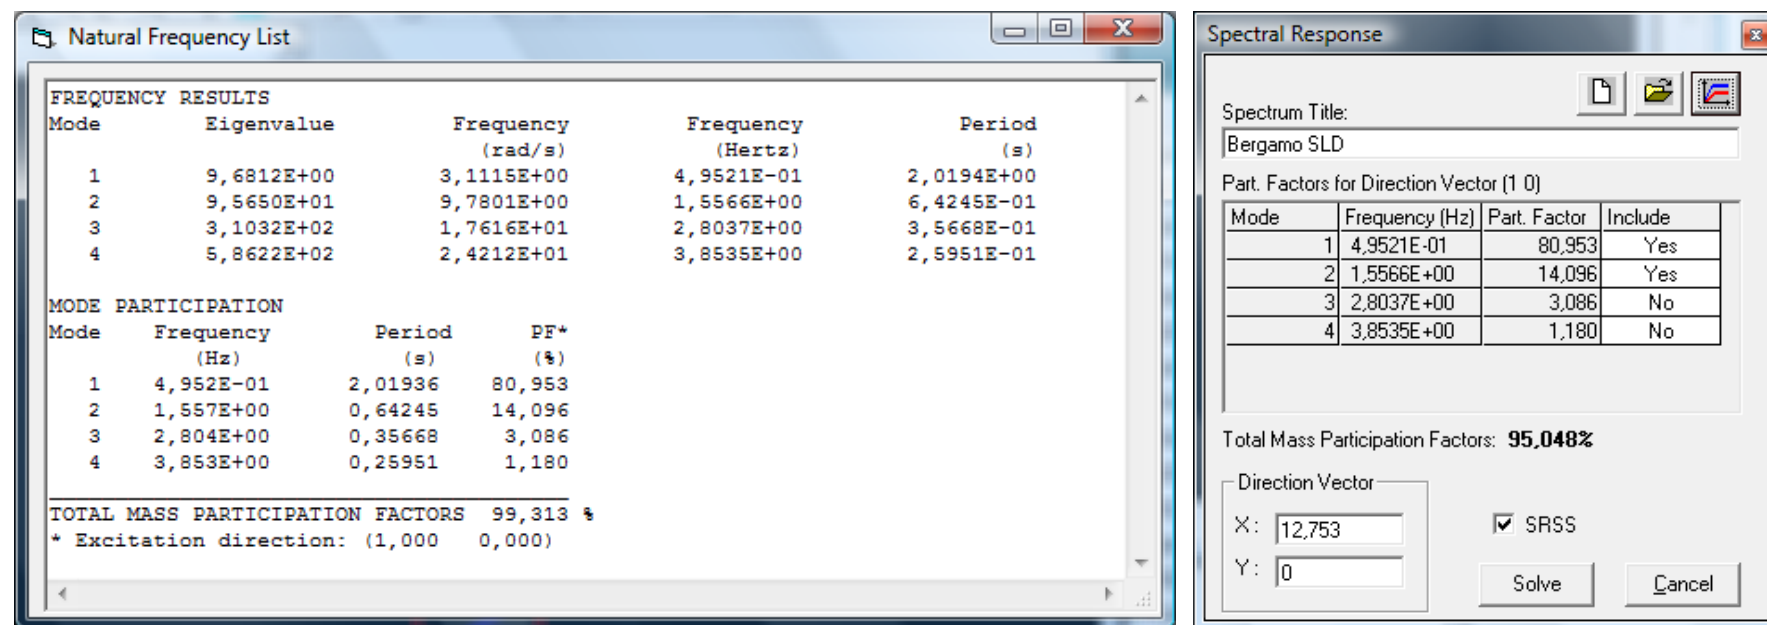 Natural Frequency List
FREQUENCY RESULTS
Mode Eigenvalue Frequency Frequency Period
(rad/s) (Hertz) (s)
1 9,6812E+00 3,1115E+00 4,9521E-01 2,0194E+00
2 9,5650E+01 9,7801E+00 1,5566E+00 6,4245E-01
3 3,1032E+02 1,7616E+01 2,8037E+00 3,5668E-01
4 5,8622E+02 2,4212E+01 3,8535E+00 2,5951E-01
MODE PARTICIPATION
Mode Frequency Period PF*
(Hz) (s) (%)
1 4,952E-01 2,01936 80,953
2 1,557E+00 0,64245 14,096
3 2,804E+00 0,35668 3,086
4 3,853E+00 0,25951 1,180
TOTAL MASS PARTICIPATION FACTORS 99,313 %
* Excitation direction: (1,000 0,000)
Spectral Response
Spectrum Title:
Bergamo SLD
Part. Factors for Direction Vector (1 0)
Mode Frequency (Hz) Part. Factor Include
1 4,9521E-01 80,953 Yes
2 1,5566E+00 14,096 Yes
3 2,8037E+00 3,086 No
4 3,8535E+00 1,180 No
Total Mass Participation Factors: 95,048%
Direction Vector
X: 12,753
SRSS
Y: 0
Solve Cancel